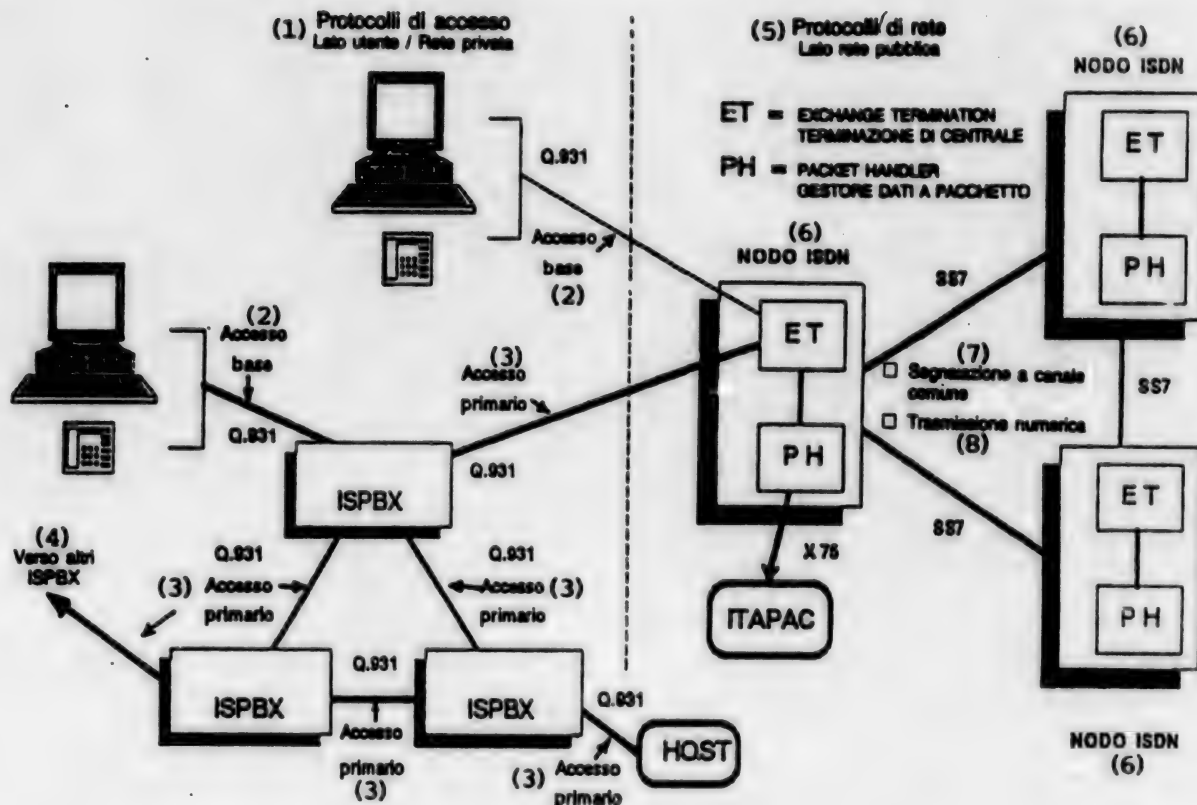 (1) Protocolli di accesso
Lato utente / Rete privata
(5) Protocolli di rete
Lato rete pubblica
(6)
NODO ISDN
ET = EXCHANGE TERMINATION
TERMINAZIONE DI CENTRALE
PH = PACKET HANDLER
GESTORE DATI A PACCHETTO
ET
PH
Q.931
Accesso
base
(2)
(6)
NODO ISDN
ET
PH
SS7
(2)
Accesso
base
Q.931
(3)
Accesso
primario
Q.931
(7)
Segnalazione a canale
comune
Trasmissione numerica
(8)
SS7
SS7
ET
PH
ISPBX
(4)
Verso altri
ISPBX
(3)
Q.931
Accesso
primario
Q.931
Accesso (3)
primario
X 75
ITAPAC
ISPBX
Q.931
Accesso
primario
(3)
ISPBX
Q.931
HOST
(3) Accesso
primario
NODO ISDN
(6)